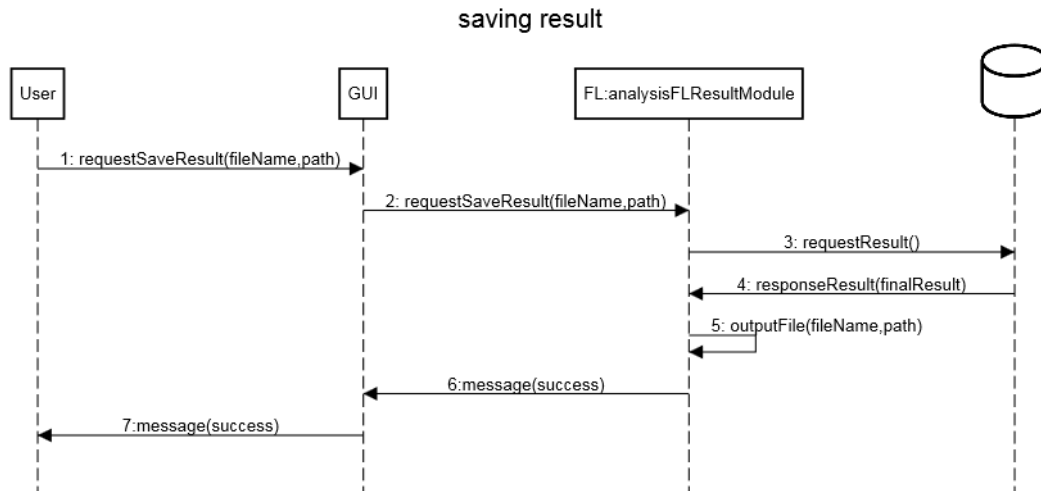 saving result
User
GUI
FL:analysisFLResultModule
1: requestSaveResult(fileName,path)
2: requestSaveResult(fileName,path)
3: requestResult()
4: responseResult(finalResult)
5: outputFile(fileName,path)
6:message(success)
7:message(success)